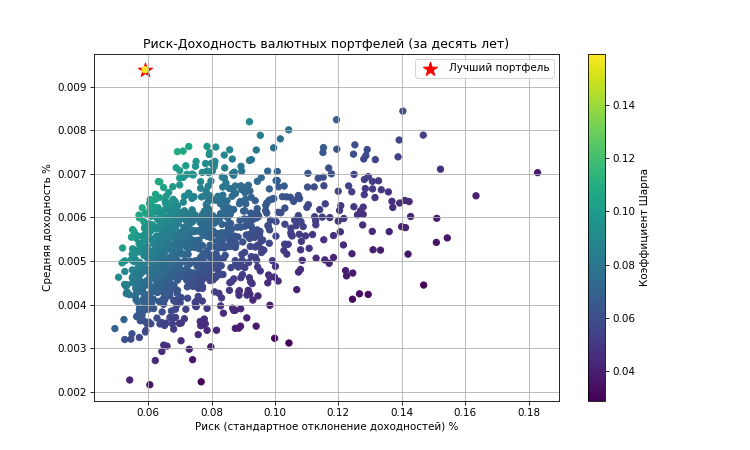 Риск-Доходность валютных портфелей (за десять лет)
Лучший портфель
Средняя доходность %
0.009
0.008
0.007
0.006
0.005
0.004
0.003
0.002
0.06 0.08 0.10 0.12 0.14 0.16 0.18
Риск (стандартное отклонение доходностей) %
0.14
0.12
0.10
0.08
0.06
0.04
Коэффициент Шарпа